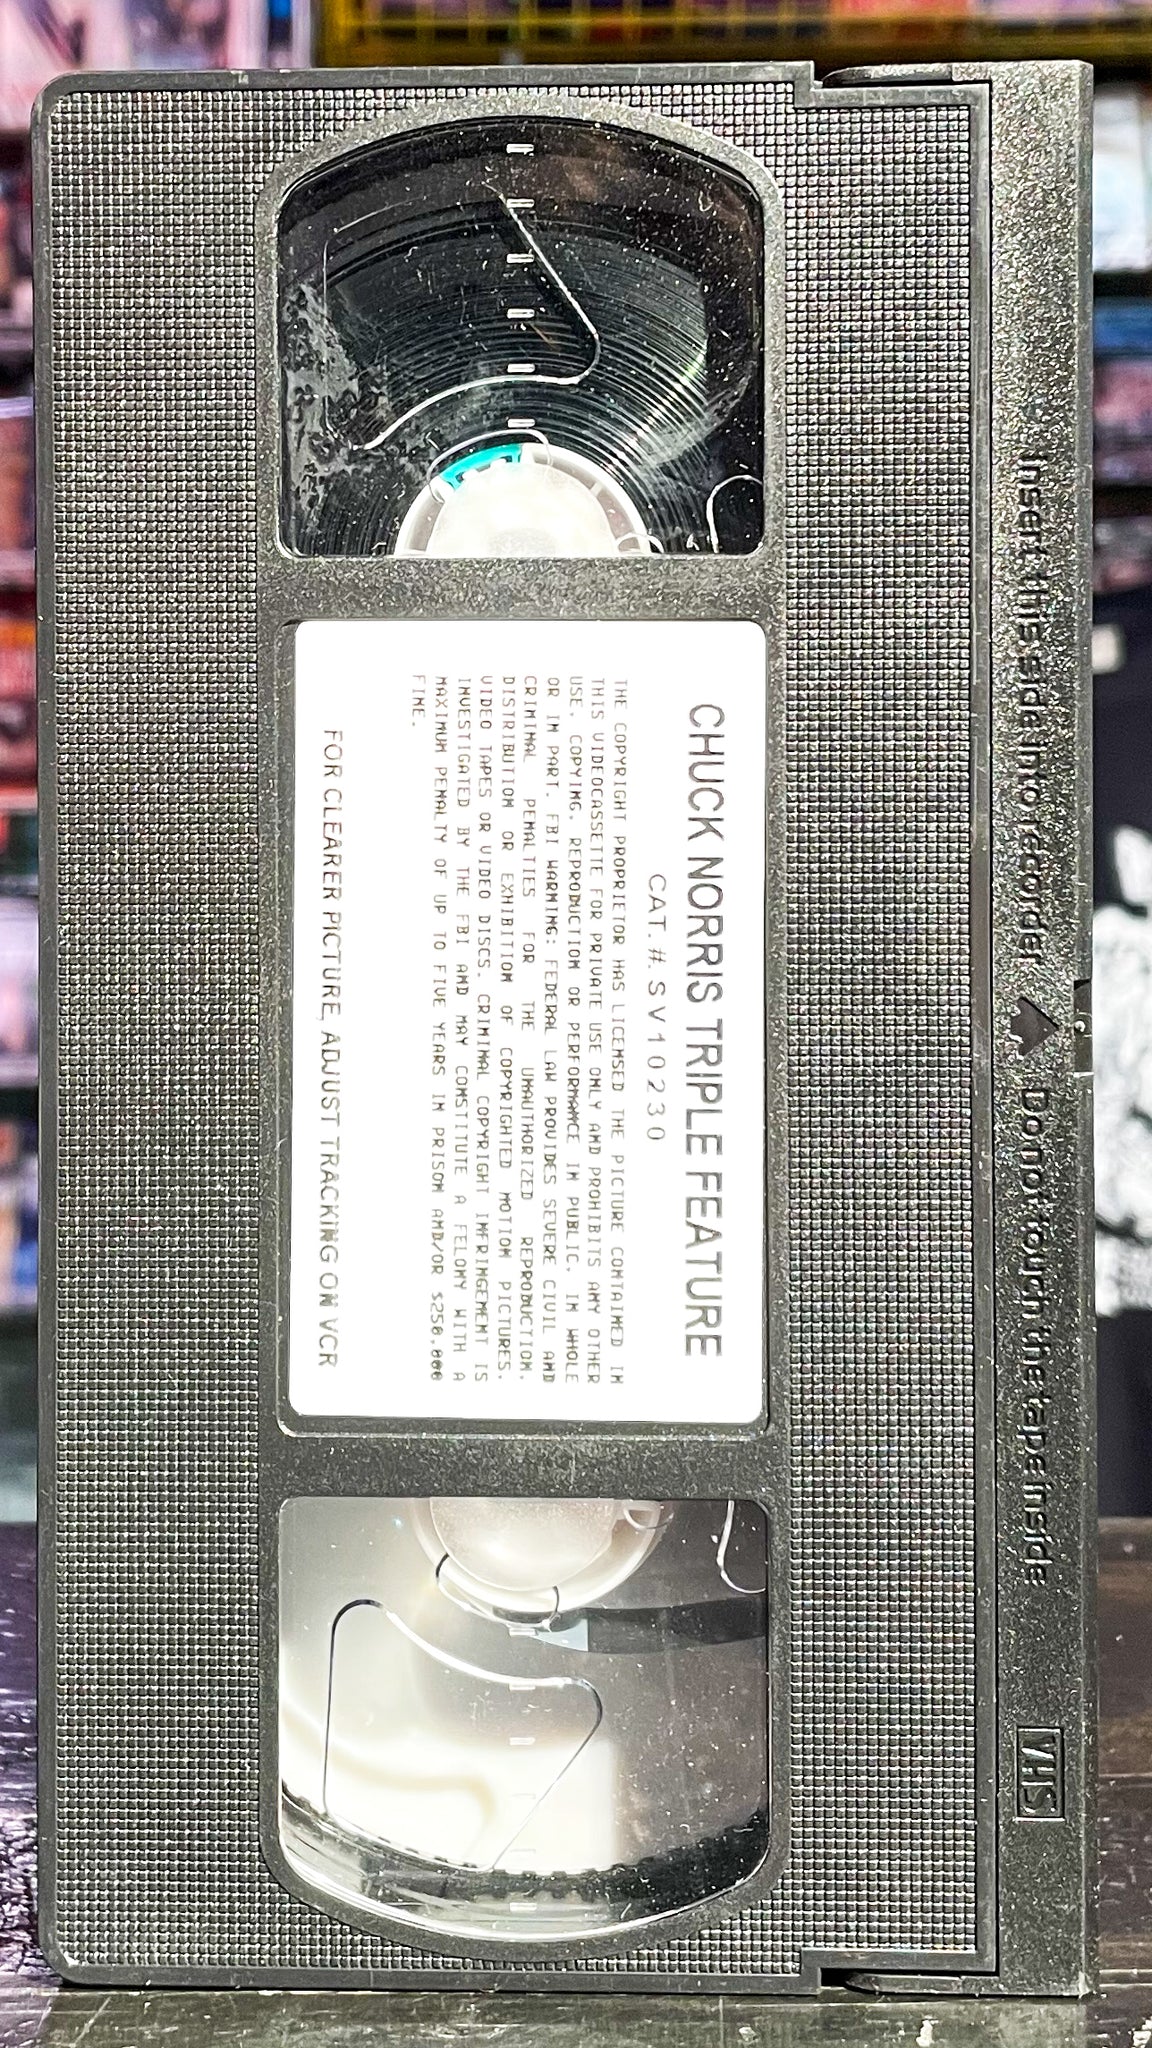 CHUCK NORRIS TRIPLE FEATURE
CAT. #. SV10230
THE COPYRIGHT PROPRIETOR HAS LICENSED THE PICTURE CONTAINED IN
THIS VIDEOCASSETTE FOR PRIVATE USE ONLY AND PROHIBITS ANY OTHER
USE, COPYING, REPRODUCTION OR PERFORMANCE IN PUBLIC, IN WHOLE
OR IN PART. FBI WARNING: FEDERAL LAW PROVIDES SEVERE CIVIL AND
CRIMINAL PENALTIES FOR THE UNAUTHORIZED REPRODUCTION,
DISTRIBUTION OR EXHIBITION OF COPYRIGHTED MOTION PICTURES,
VIDEO TAPES OR VIDEO DISCS. CRIMINAL COPYRIGHT INFRINGEMENT IS
INVESTIGATED BY THE FBI AND MAY CONSTITUTE A FELONY WITH A
MAXIMUM PENALTY OF UP TO FIVE YEARS IN PRISON AND/OR $250,000
FINE.
FOR CLEARER PICTURE, ADJUST TRACKING ON VCR
Insert this side into recorder Do not touch the tape inside
VHS